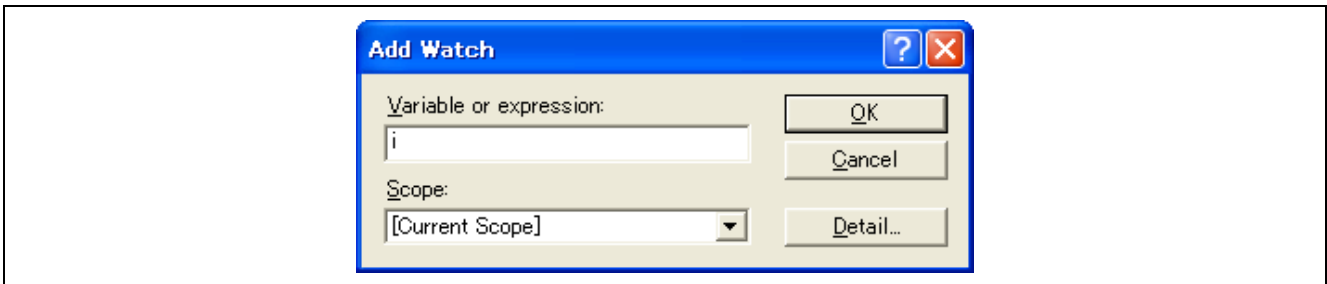 Add Watch
?
Variable or expression:
i
OK
Cancel
Scope:
[Current Scope]
Detail...